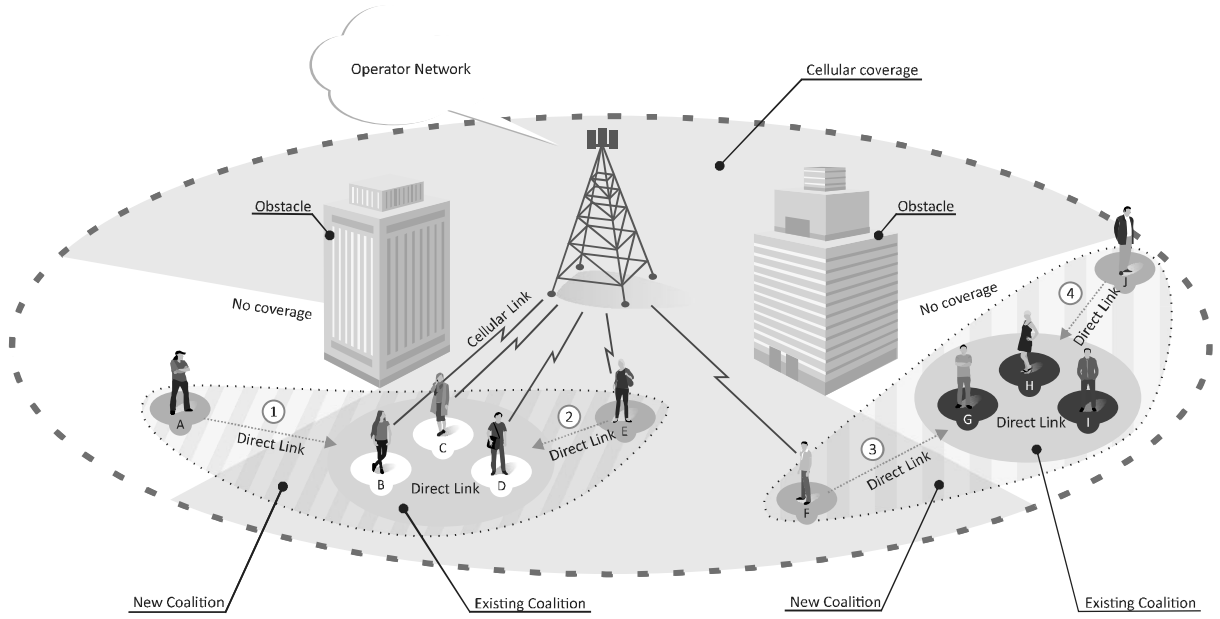 Operator Network
Cellular coverage
Obstacle
Obstacle
No coverage
Cellular Link
No coverage
J
4
Direct Link
H
G
I
Direct Link
A
1
Direct Link
2
Direct Link
E
C
B
D
Direct Link
3
Direct Link
F
New Coalition
Existing Coalition
New Coalition
Existing Coalition